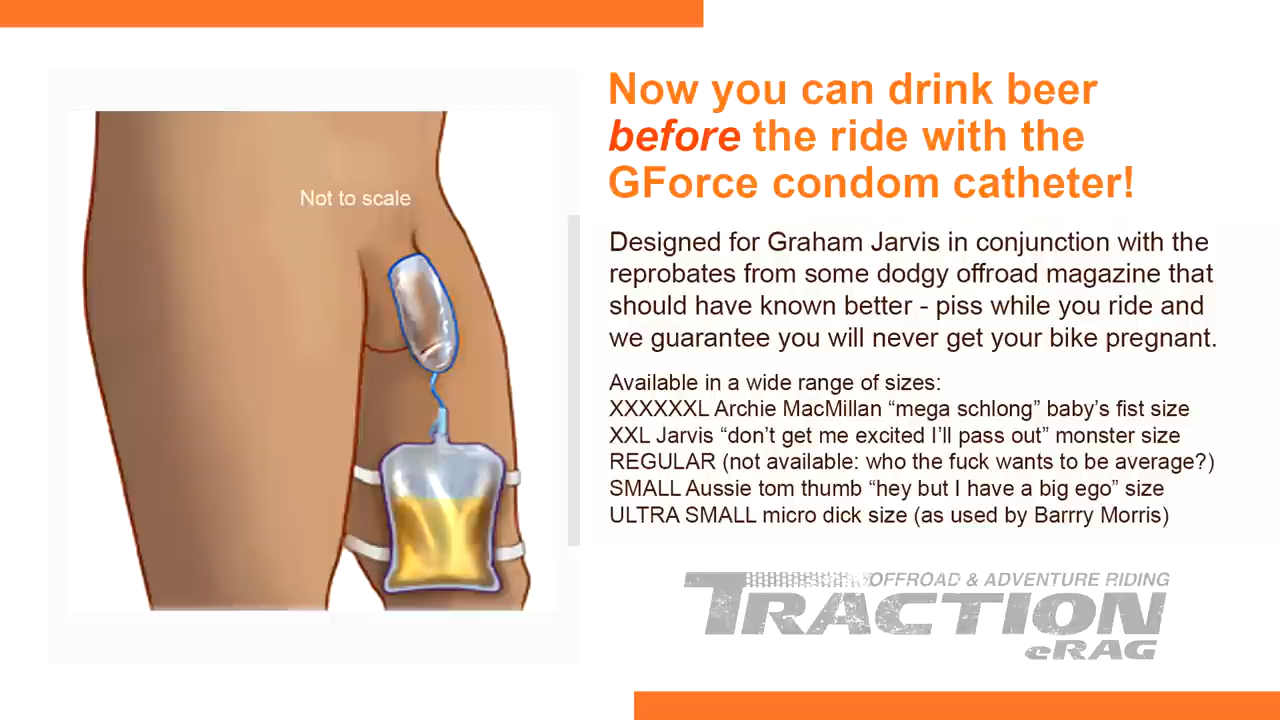 Not to scale
Now you can drink beer
before the ride with the
GForce condom catheter!
Designed for Graham Jarvis in conjunction with the
reprobates from some dodgy offroad magazine that
should have known better - piss while you ride and
we guarantee you will never get your bike pregnant.
Available in a wide range of sizes:
XXXXXXL Archie MacMillan “mega schlong” baby’s fist size
XXL Jarvis “don’t get me excited I’ll pass out” monster size
REGULAR (not available: who the fuck wants to be average?)
SMALL Aussie tom thumb “hey but I have a big ego” size
ULTRA SMALL micro dick size (as used by Barrry Morris)
OFFROAD & ADVENTURE RIDING
TRACTION
eRAG